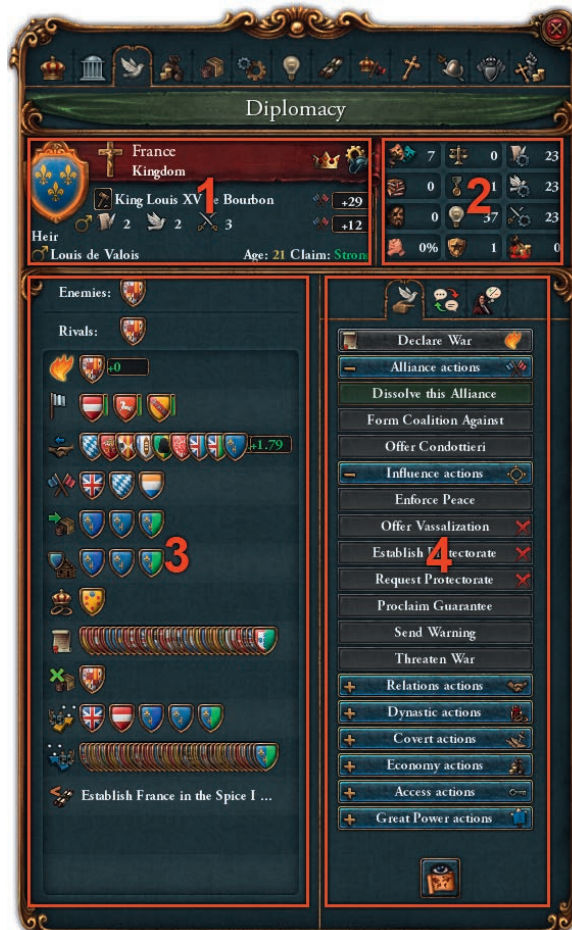 Diplomacy
France
Kingdom
1
King Louis XV de Bourbon
+29
2 2 3
+12
Heir
Louis de Valois Age: 21 Claim: Strong
7 0 23
0 1 23
2
0 37 23
0% 1 0
Enemies:
Rivals:
+0
+1.79
3
Establish France in the Spice I ...
Declare War
Alliance actions
Dissolve this Alliance
Form Coalition Against
Offer Condottieri
Influence actions
Enforce Peace
Offer Vassalization
Establish Protectorate
4
Request Protectorate
Proclaim Guarantee
Send Warning
Threaten War
Relations actions
Dynastic actions
Covert actions
Economy actions
Access actions
Great Power actions